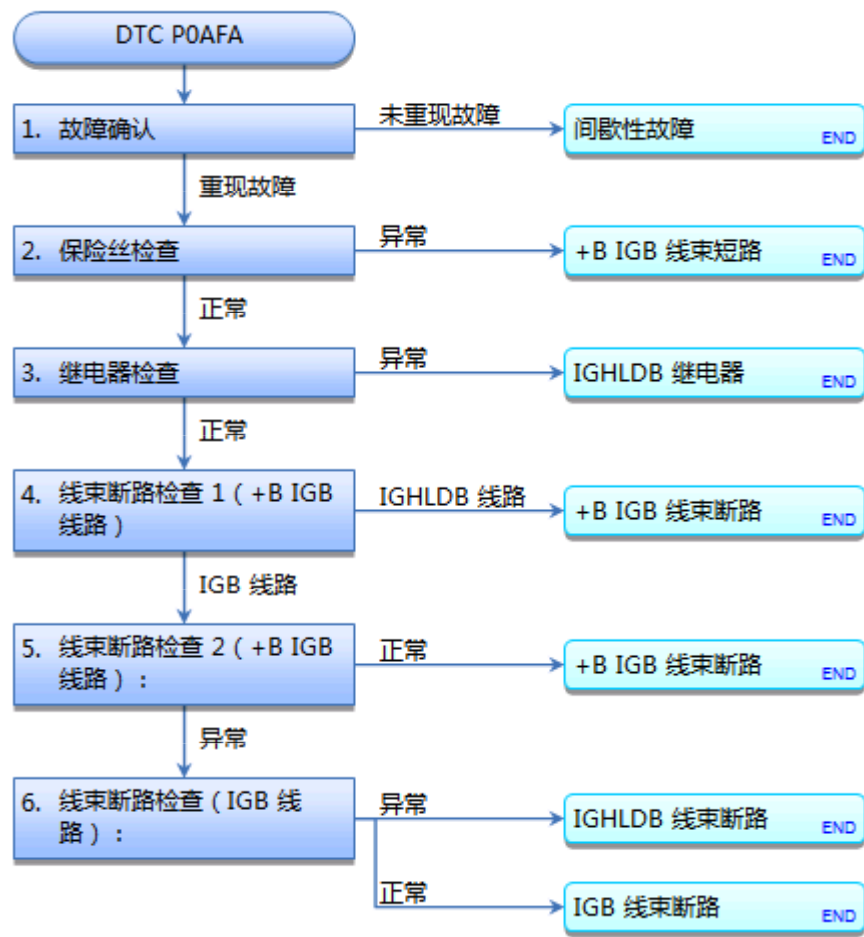 DTC P0AFA
1. 故障确认
未重现故障
间歇性故障
END
重现故障
2. 保险丝检查
异常
+B IGB 线束短路
END
正常
3. 继电器检查
异常
IGHLDB 继电器
END
正常
4. 线束断路检查 1 ( +B IGB
线路 )
IGHLDB 线路
+B IGB 线束断路
END
IGB 线路
5. 线束断路检查 2 ( +B IGB
线路 ) :
正常
+B IGB 线束断路
END
异常
6. 线束断路检查 ( IGB 线
路 ) :
异常
IGHLDB 线束断路
END
正常
IGB 线束断路
END